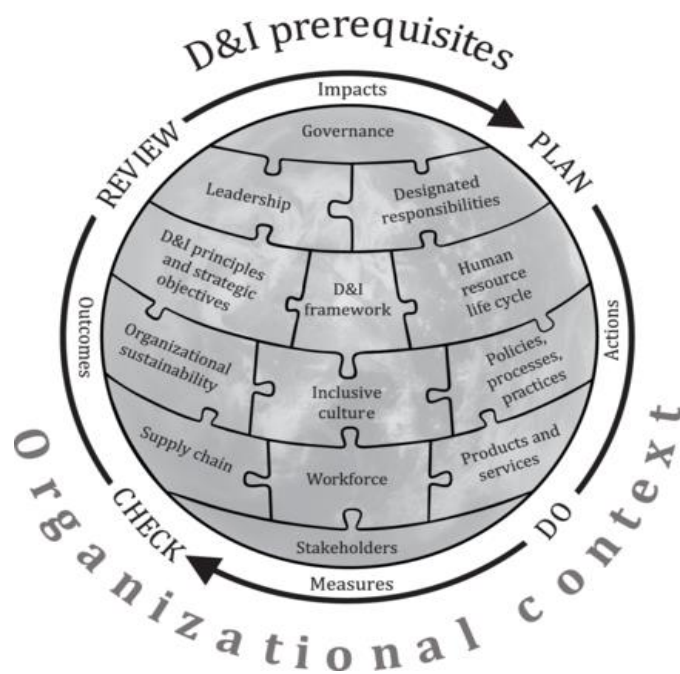 D&I prerequisites
Impacts
REVIEW
PLAN
Governance
Leadership
Designated
responsibilities
D&I principles
and strategic
objectives
D&I
framework
Human
resource
life cycle
Outcomes
Actions
Organizational
sustainability
Inclusive
culture
Policies,
processes,
practices
Supply chain
Workforce
Products and
services
CHECK
DO
Stakeholders
Measures
Organizational context